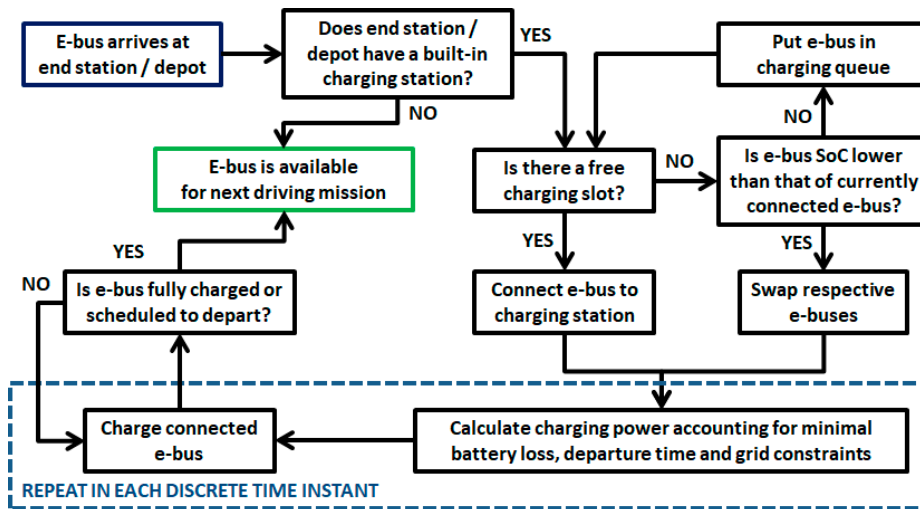 E-bus arrives at
end station / depot
Does end station /
depot have a built-in
charging station?
YES
NO
Put e-bus in
charging queue
NO
E-bus is available
for next driving mission
Is there a free
charging slot?
NO
Is e-bus SoC lower
than that of currently
connected e-bus?
YES
YES
YES
NO
Is e-bus fully charged or
scheduled to depart?
Connect e-bus to
charging station
Swap respective
e-buses
Charge connected
e-bus
Calculate charging power accounting for minimal
battery loss, departure time and grid constraints
REPEAT IN EACH DISCRETE TIME INSTANT